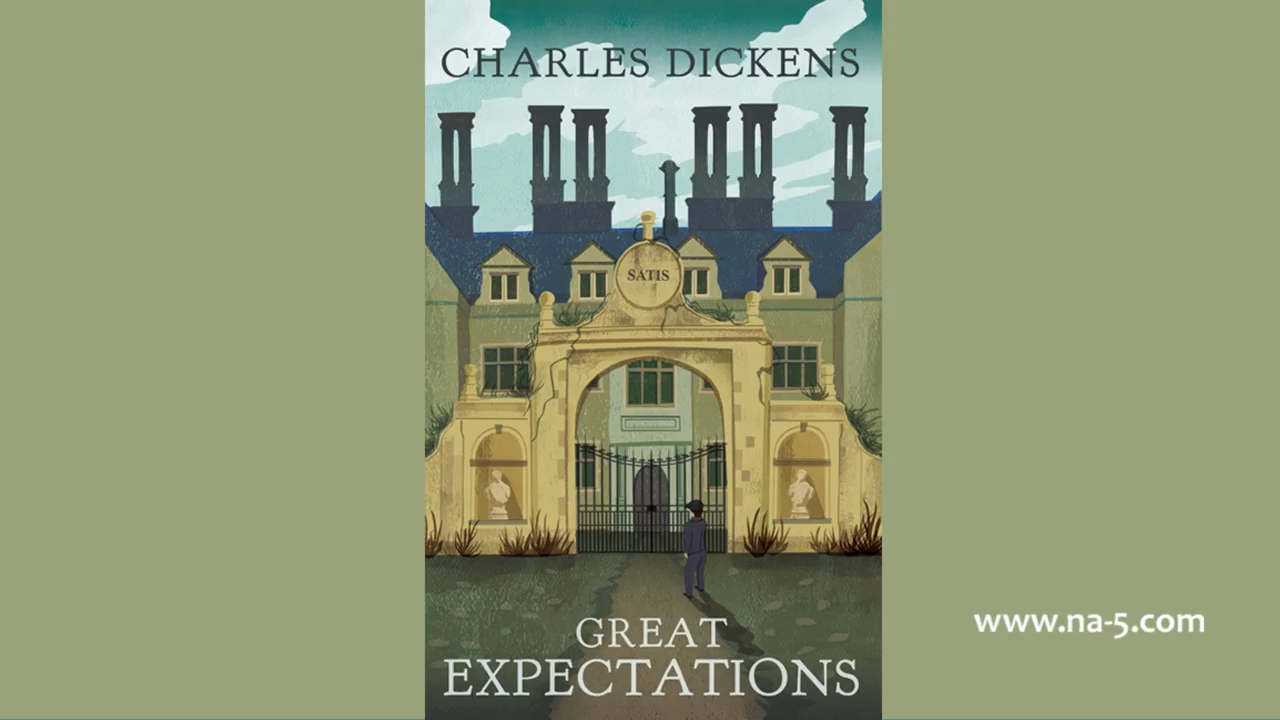 CHARLES DICKENS
SATIS
GREAT
EXPECTATIONS
www.na-5.com